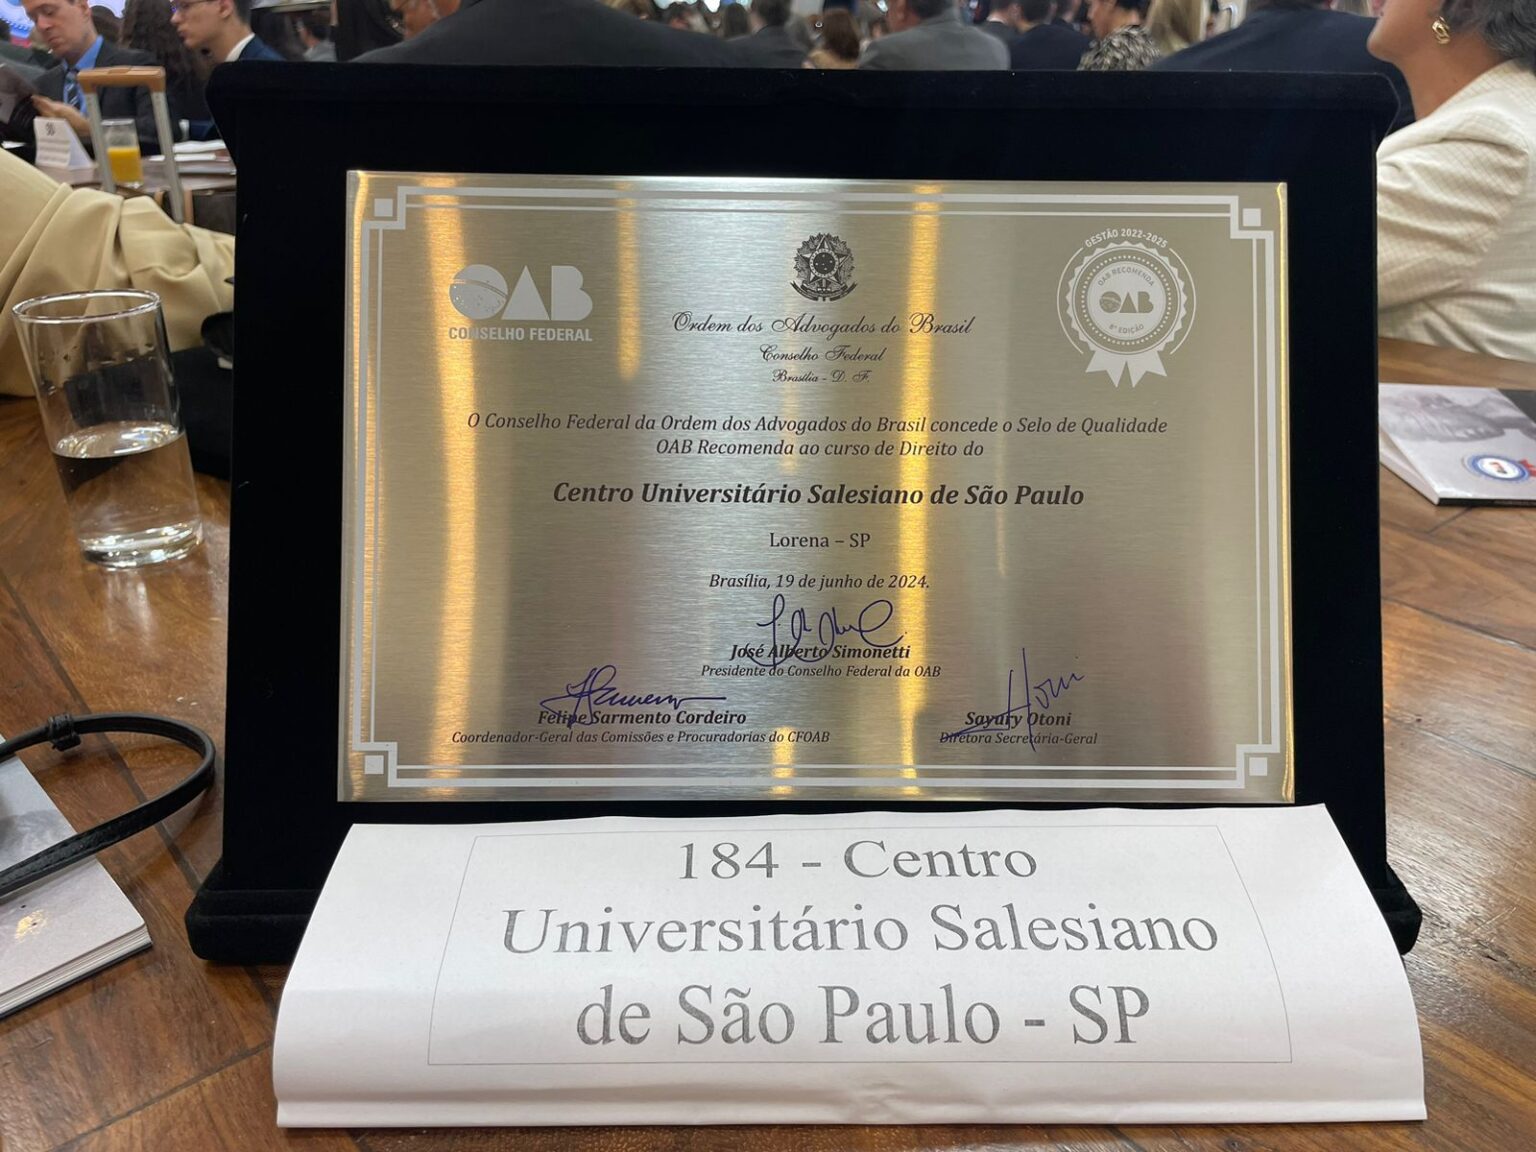 OAB
CONSELHO FEDERAL
Ordem dos Advogados do Brasil
Conselho Federal
Brasília - D. F.
GESTÃO 2022-2025
OAB RECOMENDA
OAB
8ª EDIÇÃO
O Conselho Federal da Ordem dos Advogados do Brasil concede o Selo de Qualidade
OAB Recomenda ao curso de Direito do
Centro Universitário Salesiano de São Paulo
Lorena – SP
Brasília, 19 de junho de 2024.
José Alberto Simonetti
Presidente do Conselho Federal da OAB
Felipe Sarmento Cordeiro
Coordenador-Geral das Comissões e Procuradorias do CFOAB
Sayury Otoni
Diretora Secretária-Geral
184 - Centro
Universitário Salesiano
de São Paulo - SP